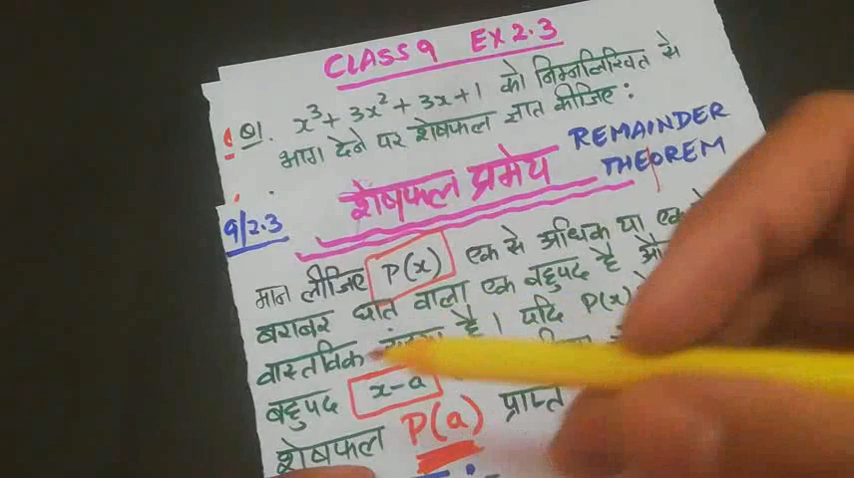 CLASS 9 EX 2.3
Q1. x³ + 3x² + 3x + 1 को निम्नलिखित से
भाग देने पर शेषफल ज्ञात कीजिए:
REMAINDER
THEOREM
शेषफल प्रमेय
9/2.3
मान लीजिए P(x) एक से अधिक या एक के
बराबर घात वाला एक बहुपद है और
वास्तविक है। यदि P(x)
बहुपद x-a
शेषफल P(a) प्राप्त